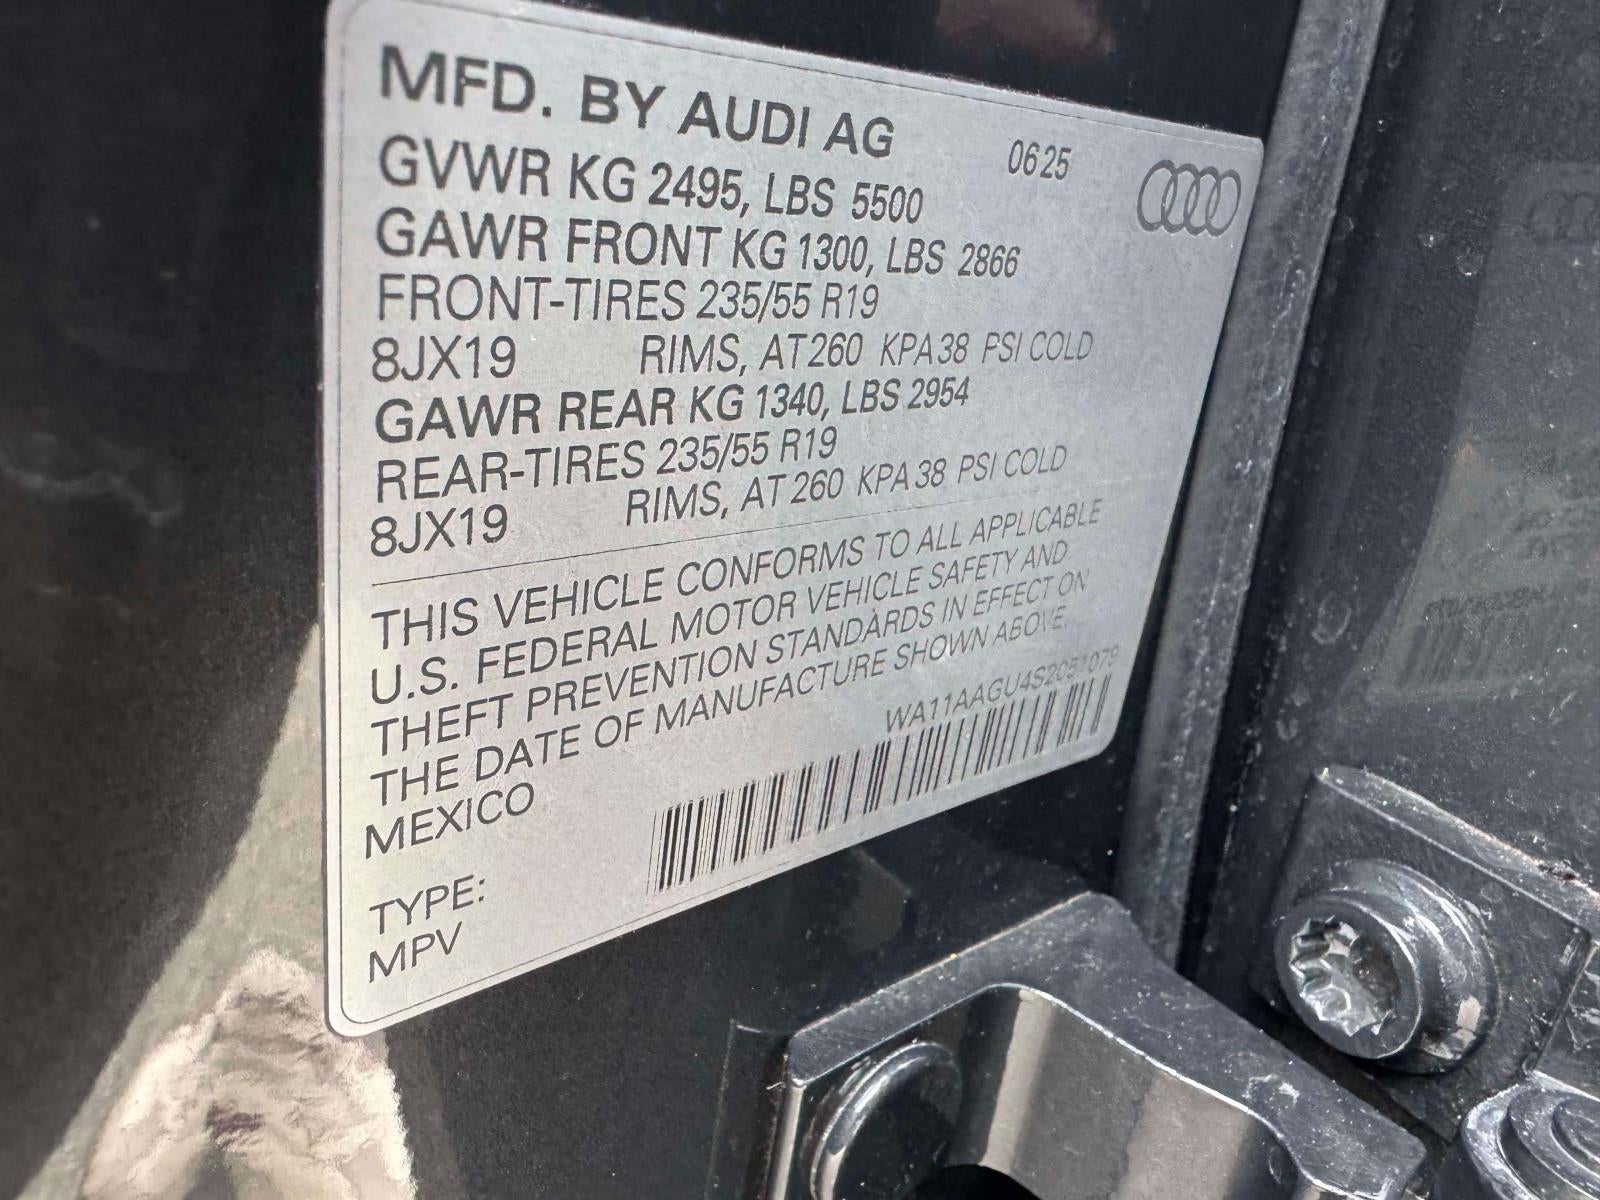 MFD. BY AUDI AG 0625
GVWR KG 2495, LBS 5500
GAWR FRONT KG 1300, LBS 2866
FRONT-TIRES 235/55 R19
8JX19 RIMS, AT 260 KPA 38 PSI COLD
GAWR REAR KG 1340, LBS 2954
REAR-TIRES 235/55 R19
8JX19 RIMS, AT 260 KPA 38 PSI COLD
THIS VEHICLE CONFORMS TO ALL APPLICABLE
U.S. FEDERAL MOTOR VEHICLE SAFETY AND
THEFT PREVENTION STANDARDS IN EFFECT ON
THE DATE OF MANUFACTURE SHOWN ABOVE.
WA11AAGU4S2051079
MEXICO
TYPE:
MPV